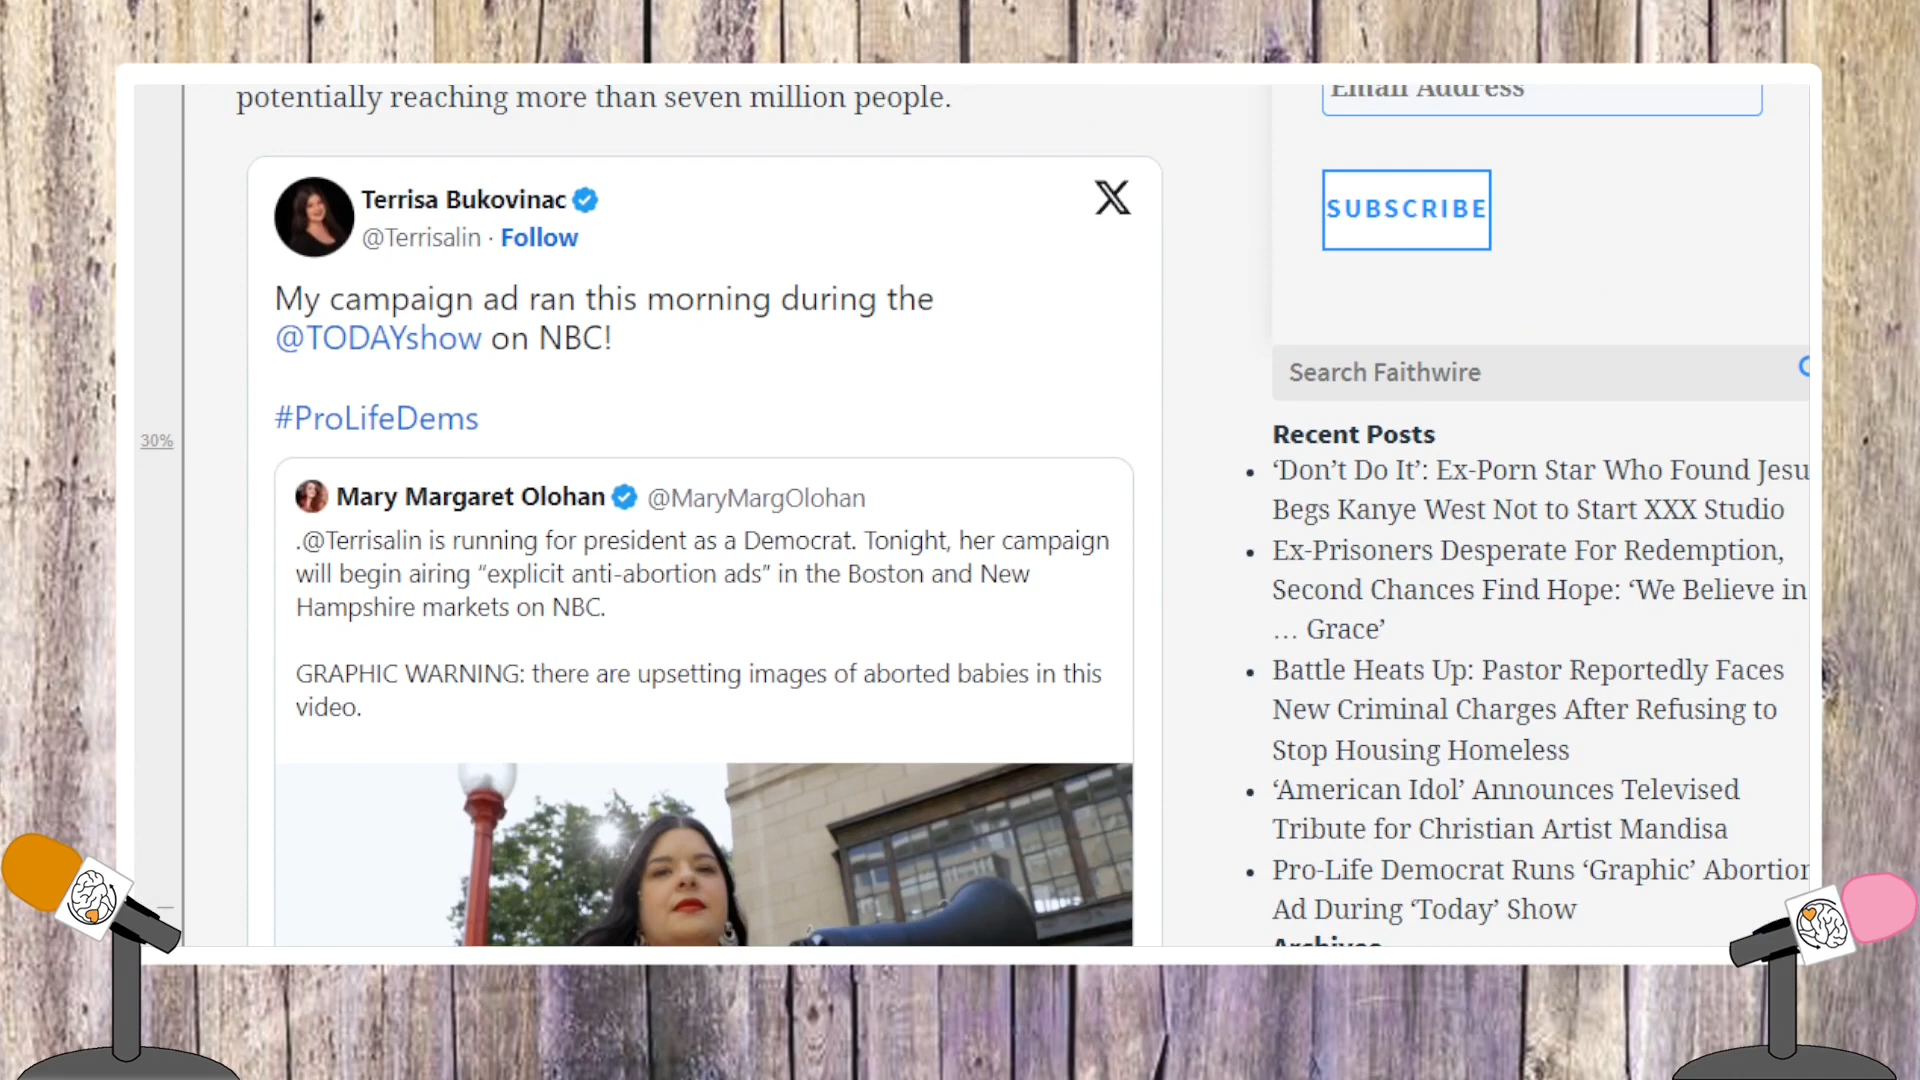 potentially reaching more than seven million people.
Terrisa Bukovinac
@Terrisalin · Follow
My campaign ad ran this morning during the
@TODAYshow on NBC!
#ProLifeDems
Mary Margaret Olohan @MaryMargOlohan
.@Terrisalin is running for president as a Democrat. Tonight, her campaign
will begin airing “explicit anti-abortion ads” in the Boston and New
Hampshire markets on NBC.
GRAPHIC WARNING: there are upsetting images of aborted babies in this
video.
30%
Email Address
SUBSCRIBE
Search Faithwire
Recent Posts
• ‘Don’t Do It’: Ex-Porn Star Who Found Jesu
Begs Kanye West Not to Start XXX Studio
• Ex-Prisoners Desperate For Redemption,
Second Chances Find Hope: ‘We Believe in
… Grace’
• Battle Heats Up: Pastor Reportedly Faces
New Criminal Charges After Refusing to
Stop Housing Homeless
• ‘American Idol’ Announces Televised
Tribute for Christian Artist Mandisa
• Pro-Life Democrat Runs ‘Graphic’ Abortion
Ad During ‘Today’ Show
Archives